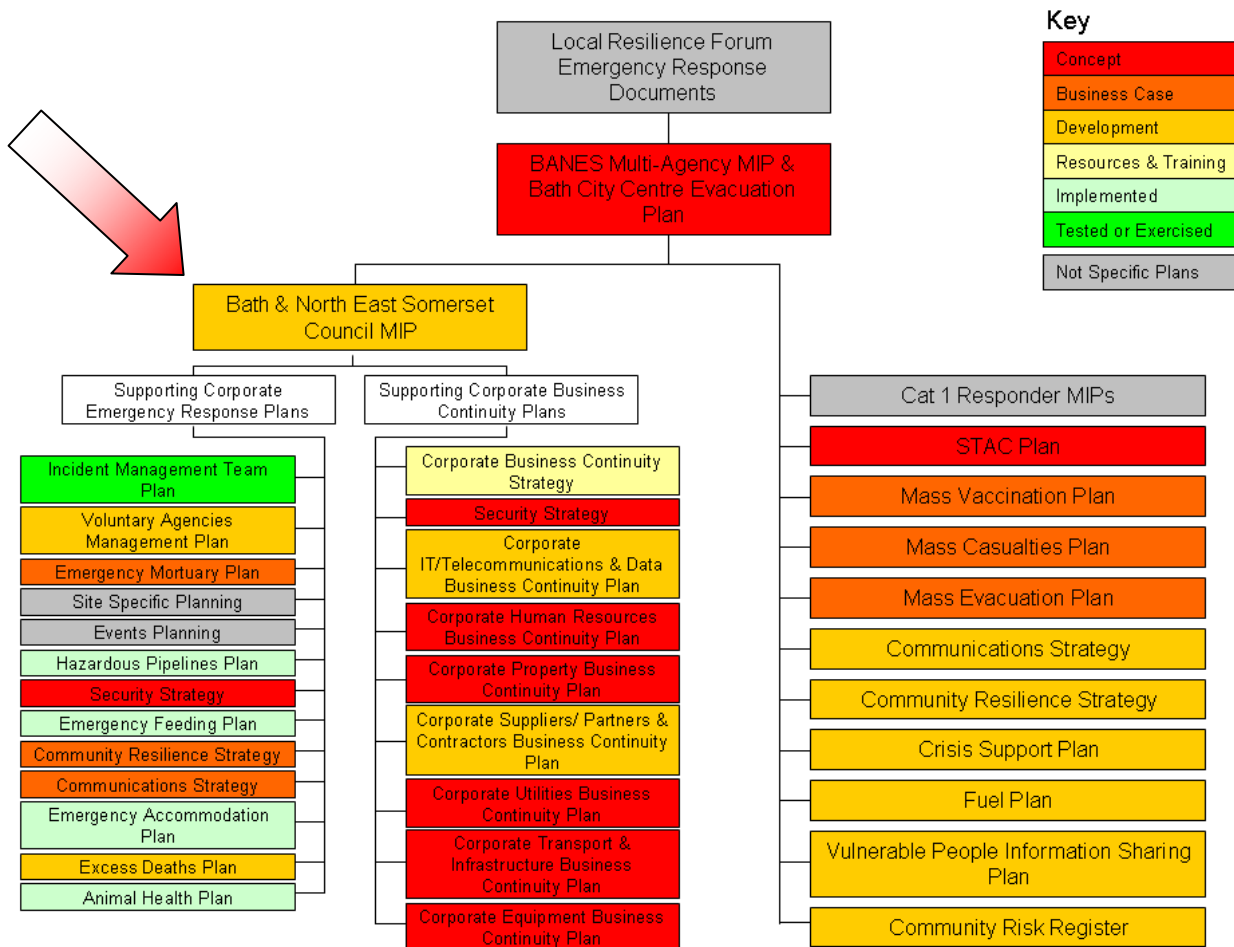 Local Resilience Forum
Emergency Response
Documents
BANES Multi-Agency MIP &
Bath City Centre Evacuation
Plan
Bath & North East Somerset
Council MIP
Supporting Corporate
Emergency Response Plans
Incident Management Team
Plan
Voluntary Agencies
Management Plan
Emergency Mortuary Plan
Site Specific Planning
Events Planning
Hazardous Pipelines Plan
Security Strategy
Emergency Feeding Plan
Community Resilience Strategy
Communications Strategy
Emergency Accommodation
Plan
Excess Deaths Plan
Animal Health Plan
Supporting Corporate Business
Continuity Plans
Corporate Business Continuity
Strategy
Security Strategy
Corporate
IT/Telecommunications & Data
Business Continuity Plan
Corporate Human Resources
Business Continuity Plan
Corporate Property Business
Continuity Plan
Corporate Suppliers/ Partners &
Contractors Business Continuity
Plan
Corporate Utilities Business
Continuity Plan
Corporate Transport &
Infrastructure Business
Continuity Plan
Corporate Equipment Business
Continuity Plan
Cat 1 Responder MIPs
STAC Plan
Mass Vaccination Plan
Mass Casualties Plan
Mass Evacuation Plan
Communications Strategy
Community Resilience Strategy
Crisis Support Plan
Fuel Plan
Vulnerable People Information Sharing
Plan
Community Risk Register
Key
Concept
Business Case
Development
Resources & Training
Implemented
Tested or Exercised
Not Specific Plans